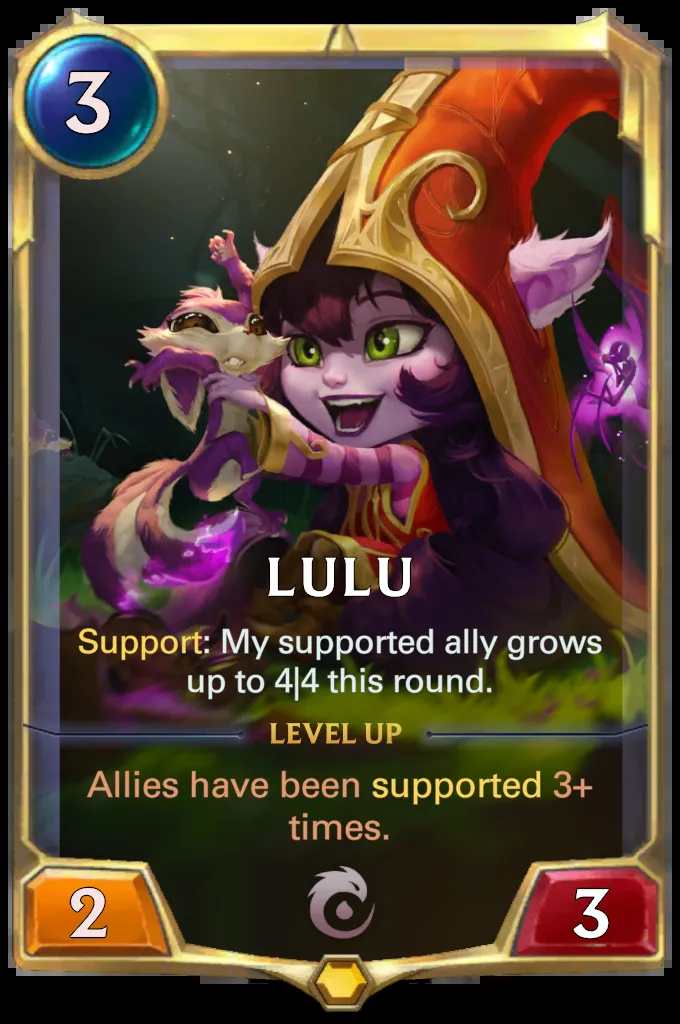 3
LULU
Support: My supported ally grows
up to 4|4 this round.
LEVEL UP
Allies have been supported 3+
times.
2
3